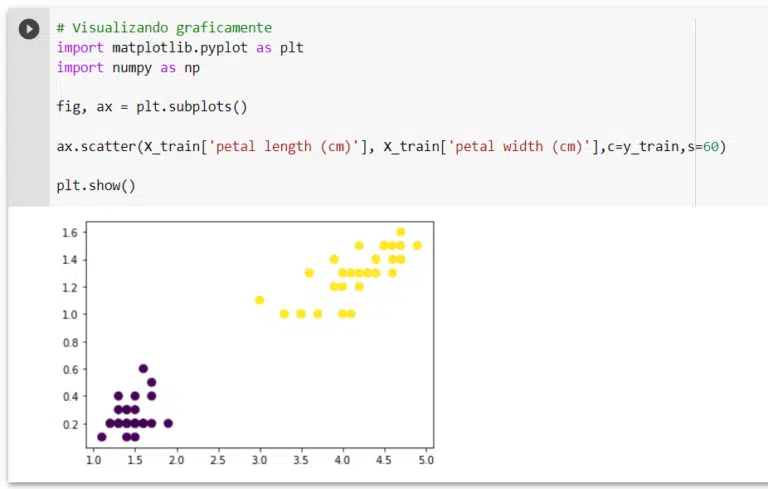 # Visualizando graficamente
import matplotlib.pyplot as plt
import numpy as np
fig, ax = plt.subplots()
ax.scatter(X_train['petal length (cm)'], X_train['petal width (cm)'],c=y_train,s=60)
plt.show()
1.6
1.4
1.2
1.0
0.8
0.6
0.4
0.2
1.0 1.5 2.0 2.5 3.0 3.5 4.0 4.5 5.0